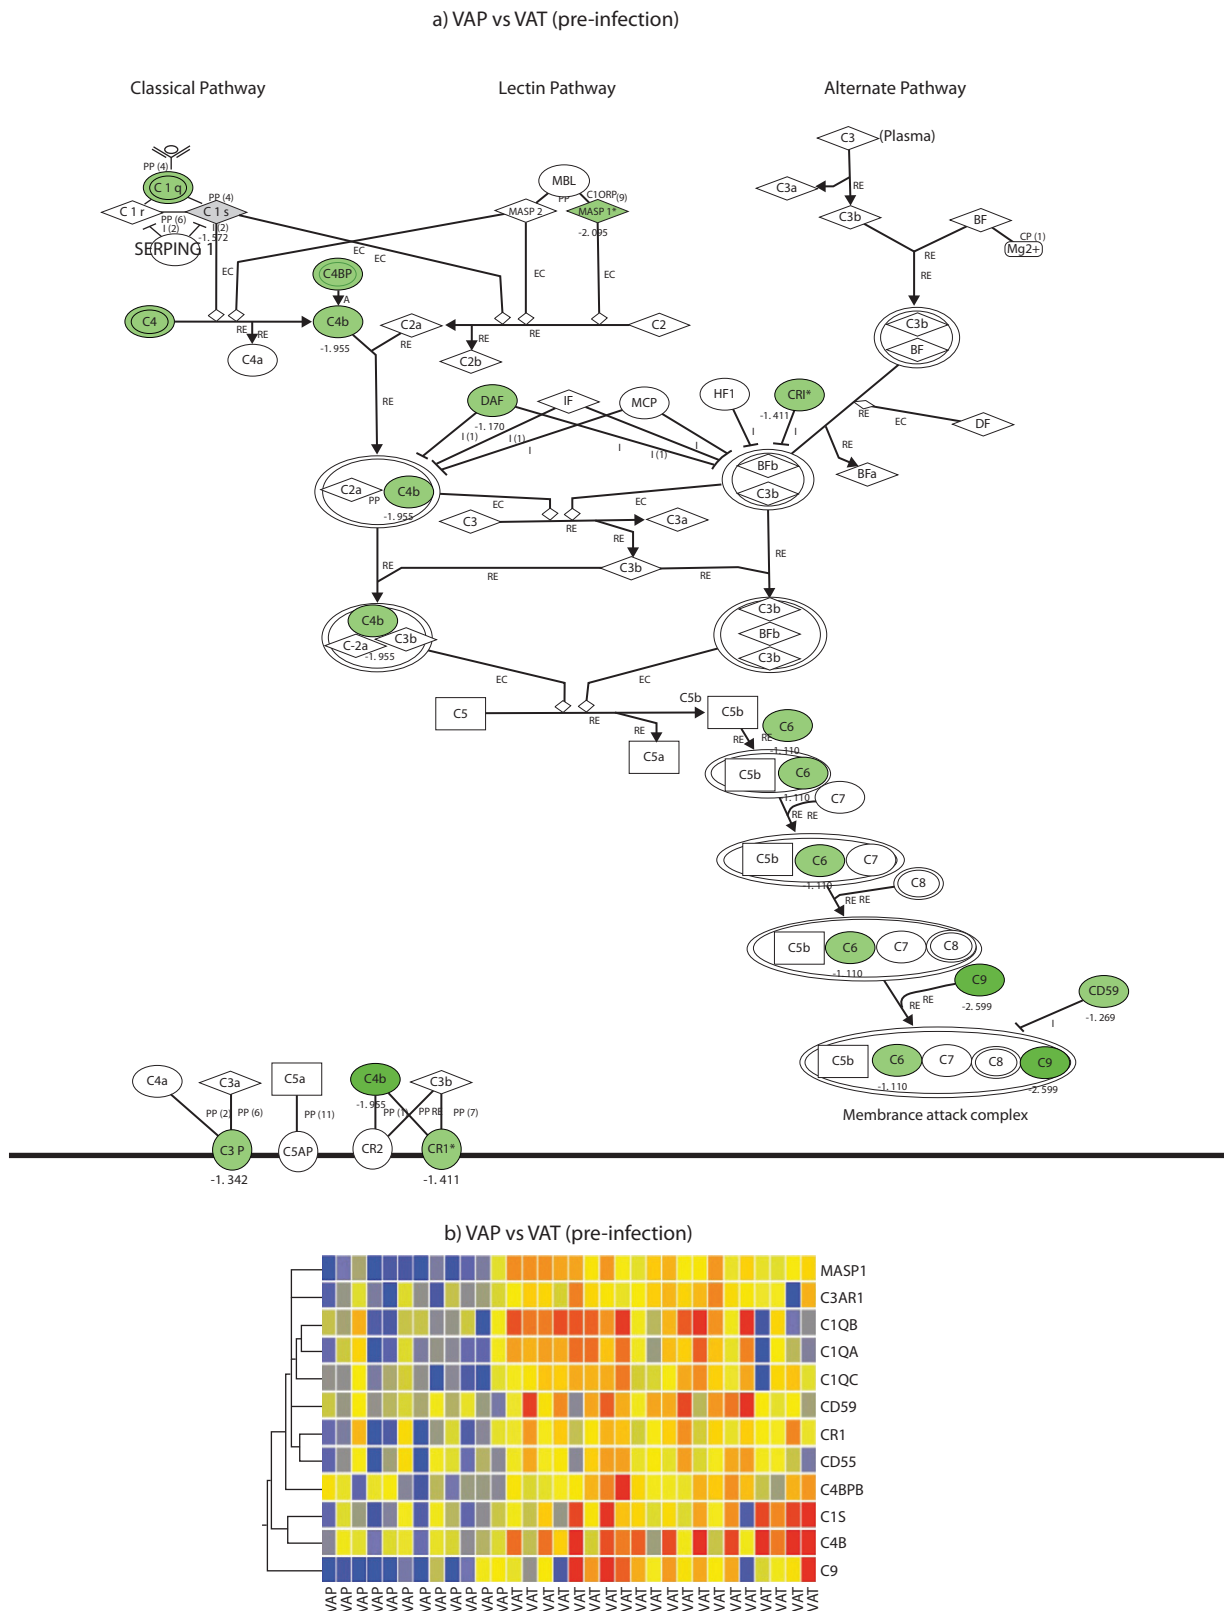 a) VAP vs VAT (pre-infection)
Classical Pathway
Lectin Pathway
Alternate Pathway
C3
(Plasma)
RE
C3a
C3b
BF
CP (1)
Mg2+
RE
RE
PP (4)
C 1 q
PP (4)
C 1 r
C 1 s
PP (6)
I (2)
I (2)
-1. 572
SERPING 1
MBL
PP
C1ORP(9)
MASP 2
MASP 1*
-2. 095
EC
EC
EC
EC
EC
C4BP
A
C4
RE
RE
C4b
-1. 955
C4a
C2a
RE
RE
RE
C2
C2b
C3b
BF
RE
DAF
-1. 170
IF
MCP
HF1
CRI*
-1. 411
I (1)
I (1)
I
I
I (1)
I
I
I
RE
EC
DF
RE
BFa
C2a
PP
C4b
-1. 955
BFb
C3b
EC
EC
C3
RE
C3a
RE
RE
RE
RE
C3b
RE
C4b
C-2a
C3b
-1. 955
C3b
BFb
C3b
EC
EC
C5
RE
C5b
C5b
RE
C5a
RE
RE
C6
-1. 110
C5b
C6
-1. 110
C7
RE
RE
C5b
C6
C7
-1. 110
C8
RE RE
C5b
C6
C7
C8
-1. 110
C9
-2. 599
RE
RE
CD59
-1. 269
I
C5b
C6
C7
C8
C9
-1. 110
-2. 599
Membrance attack complex
C4a
C3a
C5a
C4b
-1. 955
C3b
PP (2)
PP (6)
PP (11)
PP (1)
PP RE
PP (7)
C3 P
C5AP
CR2
CR1*
-1. 342
-1. 411
b) VAP vs VAT (pre-infection)
MASP1
C3AR1
C1QB
C1QA
C1QC
CD59
CR1
CD55
C4BPB
C1S
C4B
C9
VAP VAP VAP VAP VAP VAP VAP VAP VAP VAP VAP VAP VAT VAT VAT VAT VAT VAT VAT VAT VAT VAT VAT VAT VAT VAT VAT VAT VAT VAT VAT VAT